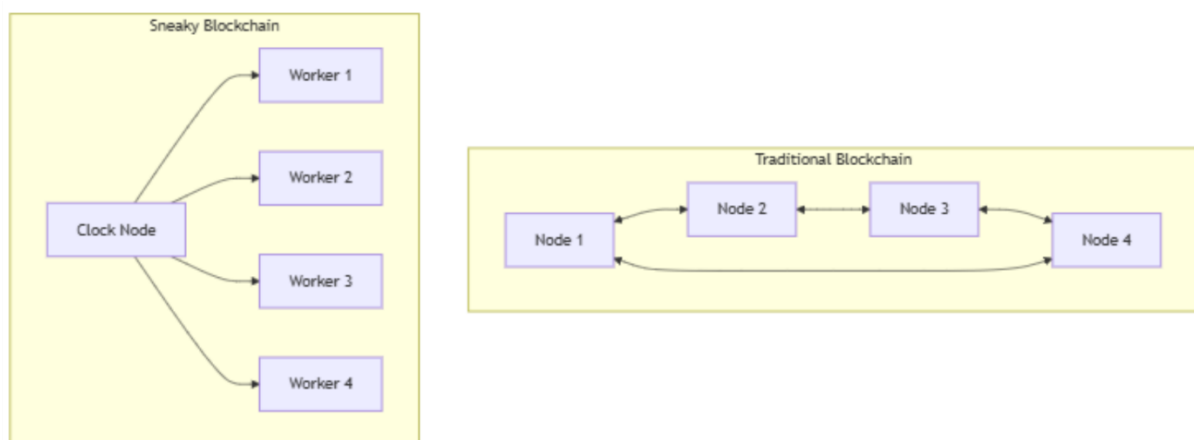 Sneaky Blockchain
Worker 1
Worker 2
Clock Node
Worker 3
Worker 4
Traditional Blockchain
Node 1
Node 2
Node 3
Node 4